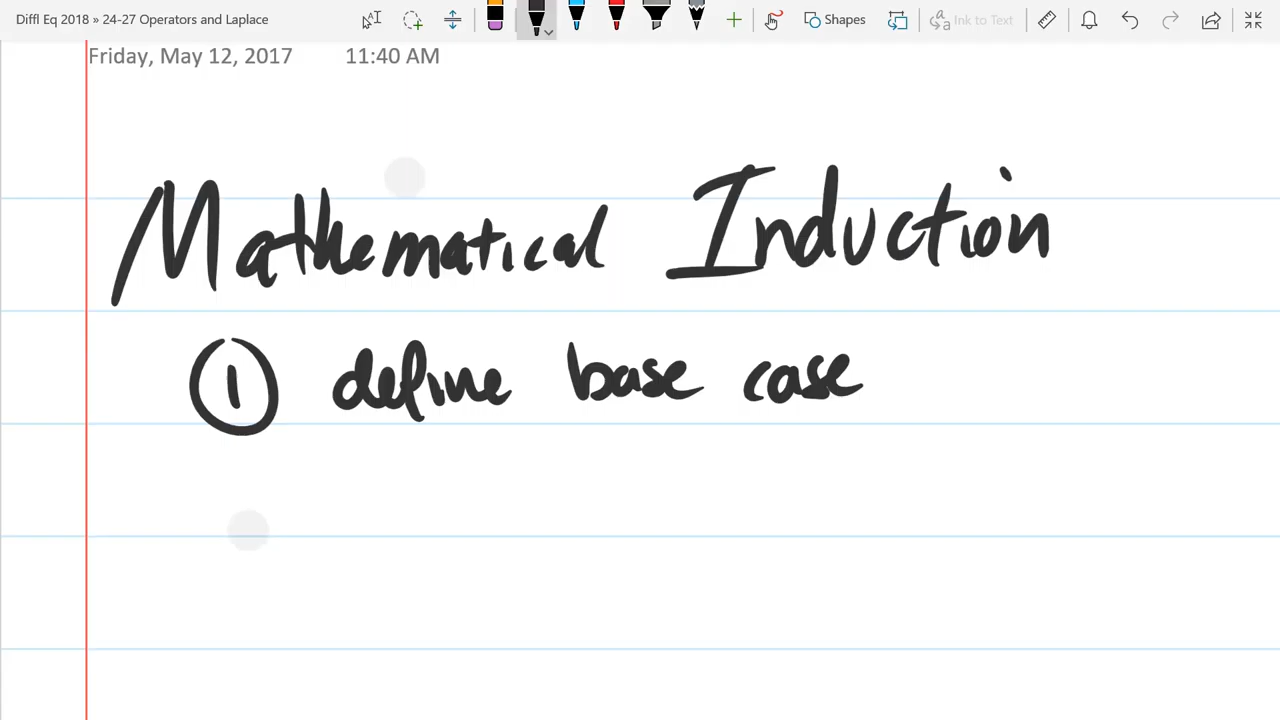 Diffl Eq 2018 » 24-27 Operators and Laplace
Shapes
Ink to Text
Friday, May 12, 2017 11:40 AM
Mathematical Induction
① define base case